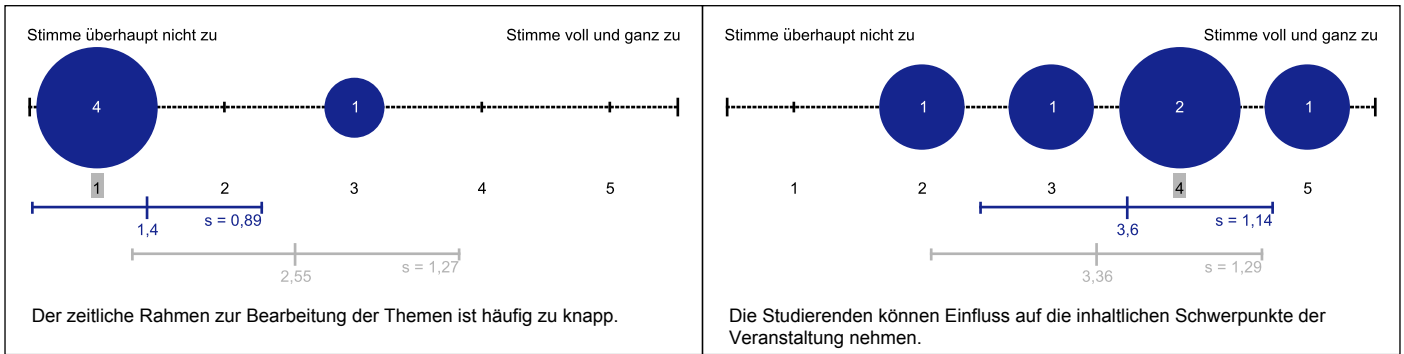 Stimme überhaupt nicht zu
Stimme voll und ganz zu
4
1
1
2
3
4
5
s = 0,89
1,4
s = 1,27
2,55
Der zeitliche Rahmen zur Bearbeitung der Themen ist häufig zu knapp.
Stimme überhaupt nicht zu
Stimme voll und ganz zu
1
1
2
1
1
2
3
4
5
s = 1,14
3,6
s = 1,29
3,36
Die Studierenden können Einfluss auf die inhaltlichen Schwerpunkte der
Veranstaltung nehmen.